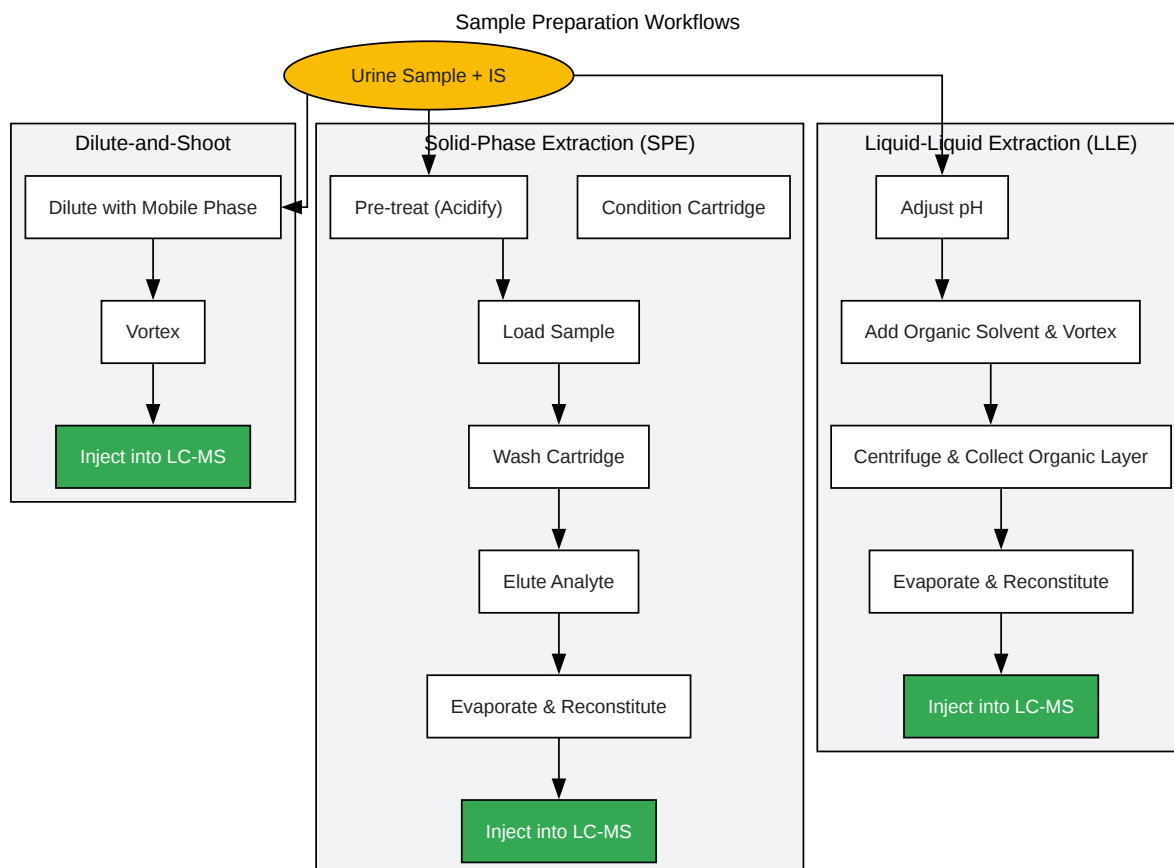 Sample Preparation Workflows
Urine Sample + IS
Dilute-and-Shoot
Dilute with Mobile Phase
Vortex
Inject into LC-MS
Solid-Phase Extraction (SPE)
Pre-treat (Acidify)
Condition Cartridge
Load Sample
Wash Cartridge
Elute Analyte
Evaporate & Reconstitute
Inject into LC-MS
Liquid-Liquid Extraction (LLE)
Adjust pH
Add Organic Solvent & Vortex
Centrifuge & Collect Organic Layer
Evaporate & Reconstitute
Inject into LC-MS